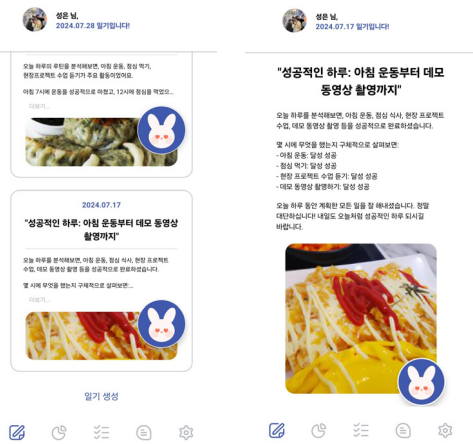 성은 님,
2024.07.28 일기입니다!
오늘 하루의 루틴을 분석해보면, 아침 운동, 점심 먹기,
현장프로젝트 수업 듣기가 주요 활동이었어요.
아침 7시에 운동을 성공적으로 마쳤고, 12시에 점심을 먹었으...
더보기...
2024.07.17
"성공적인 하루: 아침 운동부터 데모 동영상
촬영까지"
오늘 하루를 분석해보면, 아침 운동, 점심 식사, 현장 프로젝트
수업, 데모 동영상 촬영 등을 성공적으로 완료하셨습니다.
몇 시에 무엇을 했는지 구체적으로 살펴보면:...
더보기...
일기 생성
성은 님,
2024.07.17 일기입니다!
"성공적인 하루: 아침 운동부터 데모
동영상 촬영까지"
오늘 하루를 분석해보면, 아침 운동, 점심 식사, 현장 프로젝트
수업, 데모 동영상 촬영 등을 성공적으로 완료하셨습니다.
몇 시에 무엇을 했는지 구체적으로 살펴보면:
- 아침 운동: 달성 성공
- 점심 먹기: 달성 성공
- 현장 프로젝트 수업 듣기: 달성 성공
- 데모 동영상 촬영하기: 달성 성공
오늘 하루 동안 계획한 모든 일을 잘 해내셨습니다. 정말
대단하십니다! 내일도 오늘처럼 성공적인 하루 되시길
바랍니다.